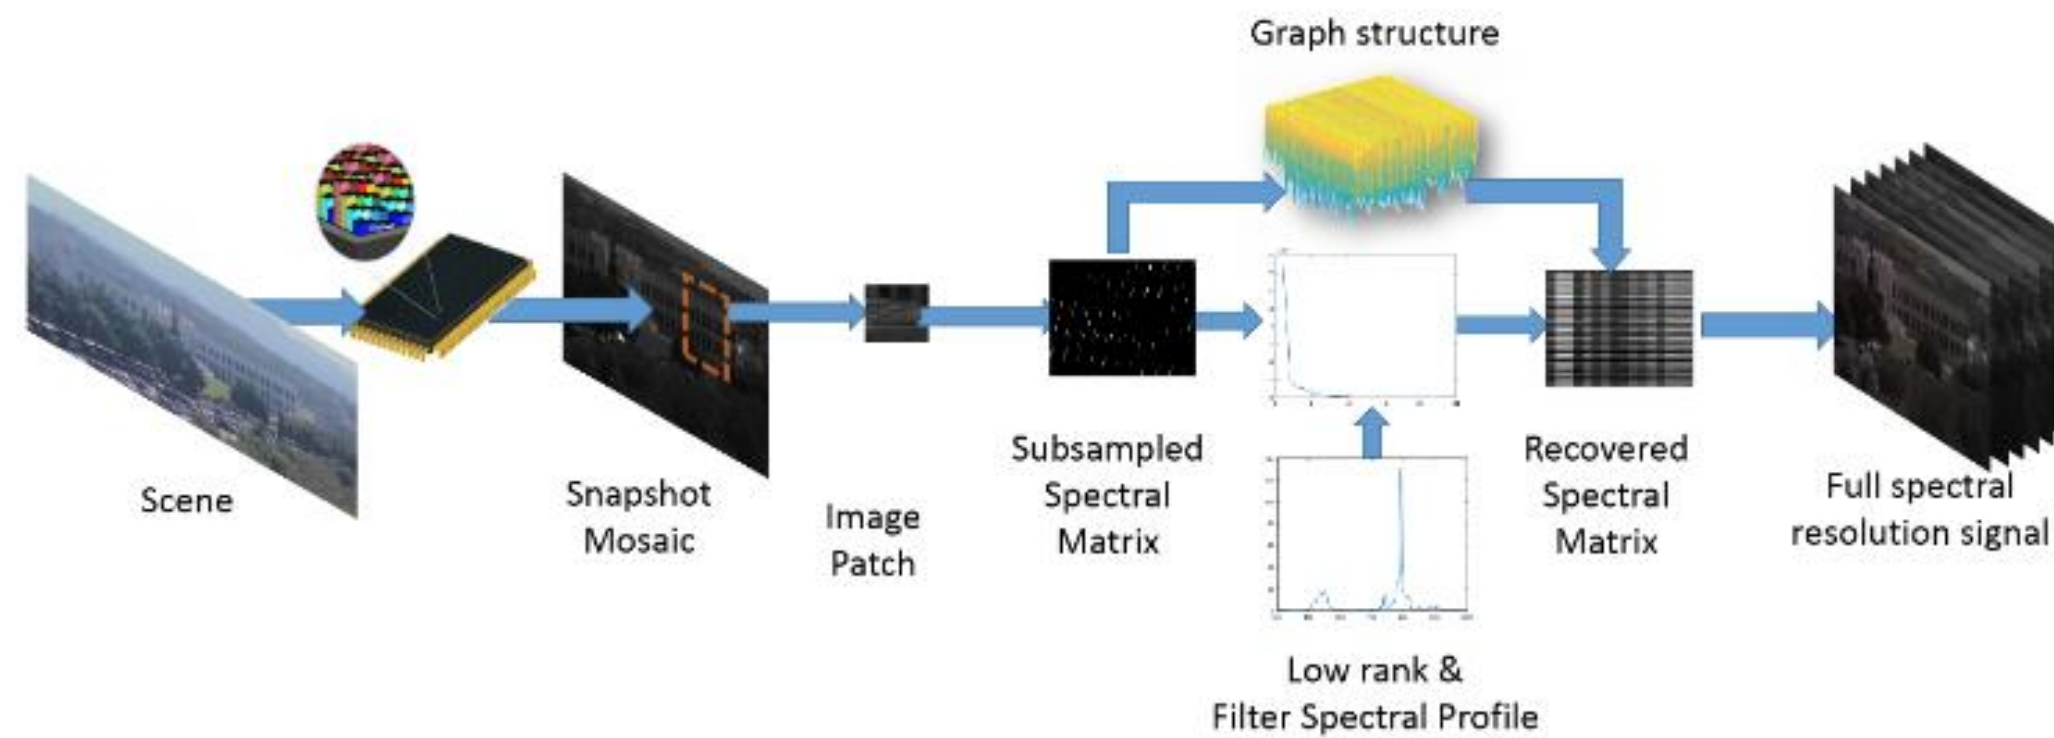 Graph structure
Scene
Snapshot
Mosaic
Image
Patch
Subsampled
Spectral
Matrix
Low rank &
Filter Spectral Profile
Recovered
Spectral
Matrix
Full spectral
resolution signal